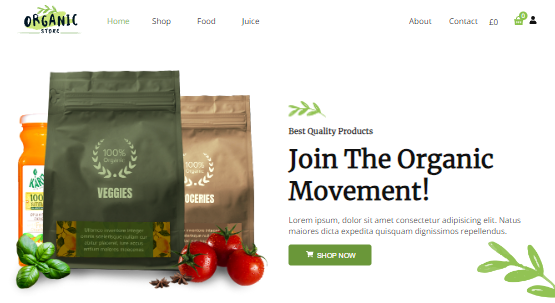 ORGANIC
STORE
Home Shop Food Juice About Contact £0 0
100%
Organic
VEGGIES
100%
Organic
OCERIES
100
Best Quality Products
Join The Organic
Movement!
Lorem ipsum, dolor sit amet consectetur adipisicing elit. Natus
maiores dicta expedita quisquam dignissimos repellendus.
SHOP NOW